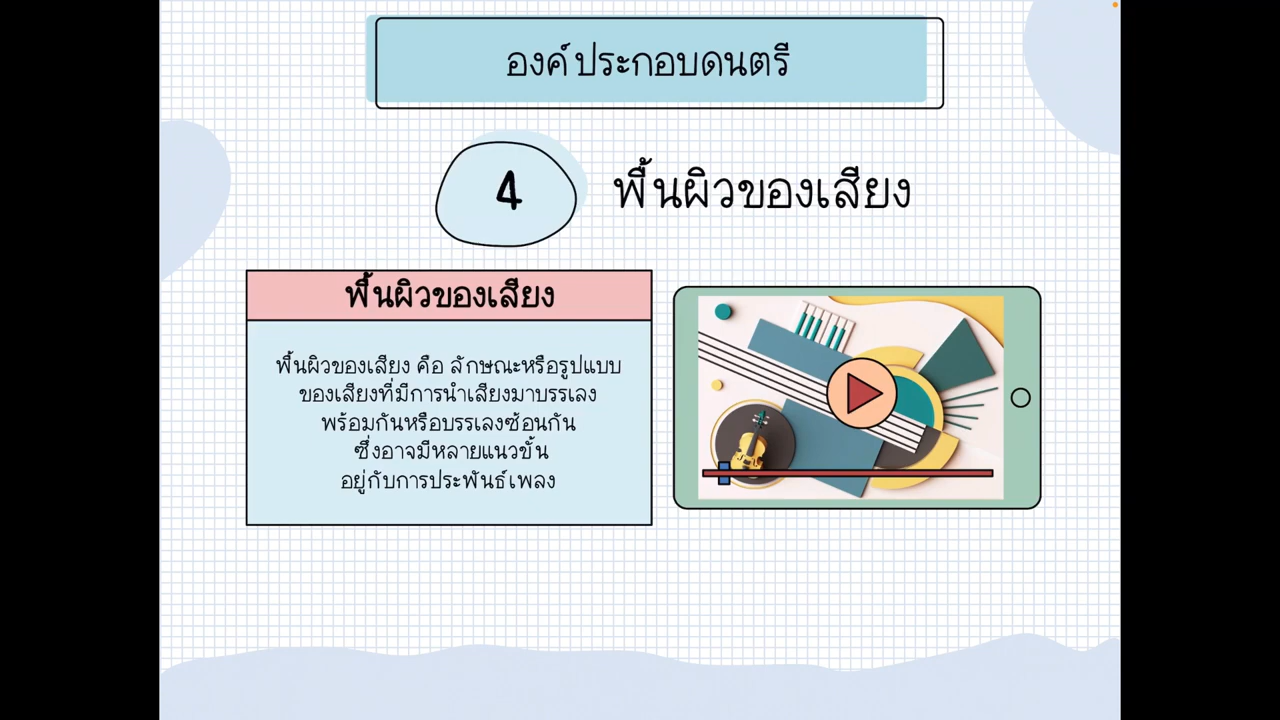 องค์ประกอบดนตรี
4
พื้นผิวของเสียง
พื้นผิวของเสียง
พื้นผิวของเสียง คือ ลักษณะหรือรูปแบบ
ของเสียงที่มีการนำเสียงมาบรรเลง
พร้อมกันหรือบรรเลงซ้อนกัน
ซึ่งอาจมีหลายแนวขั้น
อยู่กับการประพันธ์เพลง